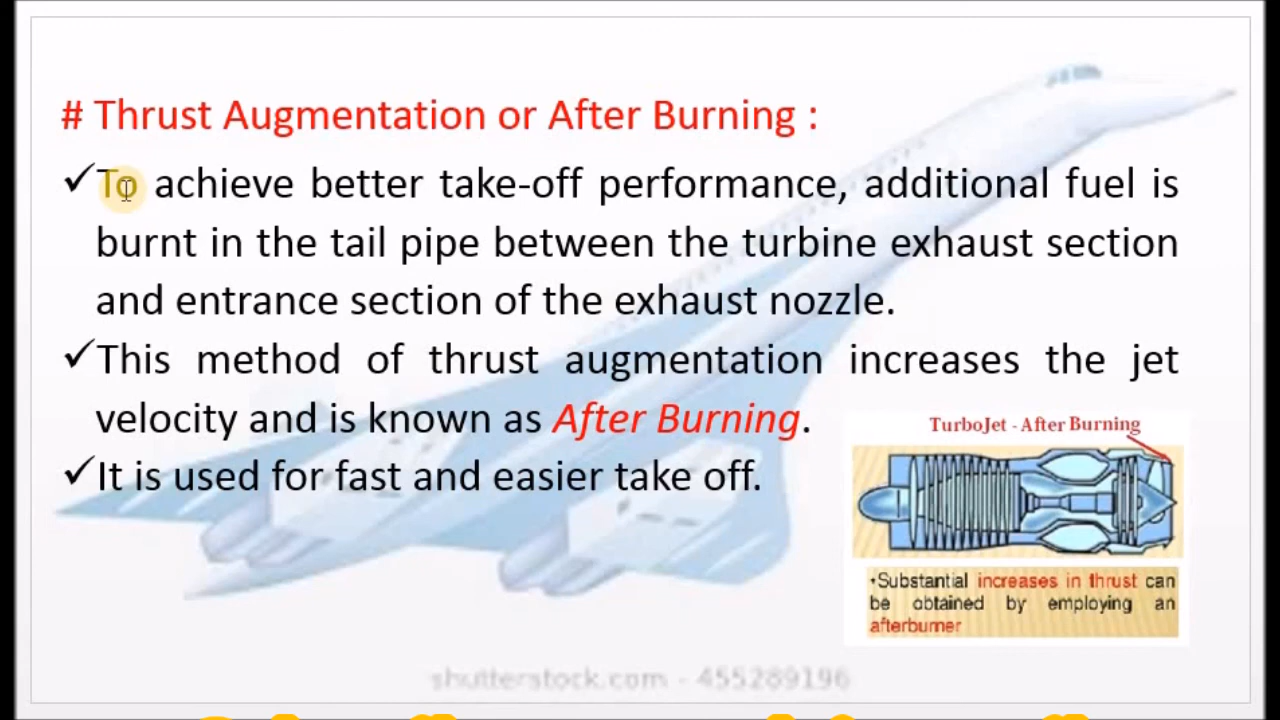 # Thrust Augmentation or After Burning :
✓To achieve better take-off performance, additional fuel is
burnt in the tail pipe between the turbine exhaust section
and entrance section of the exhaust nozzle.
✓This method of thrust augmentation increases the jet
velocity and is known as After Burning.
✓It is used for fast and easier take off.
TurboJet - After Burning
•Substantial increases in thrust can
be obtained by employing an
afterburner
shutterstock.com - 455289196